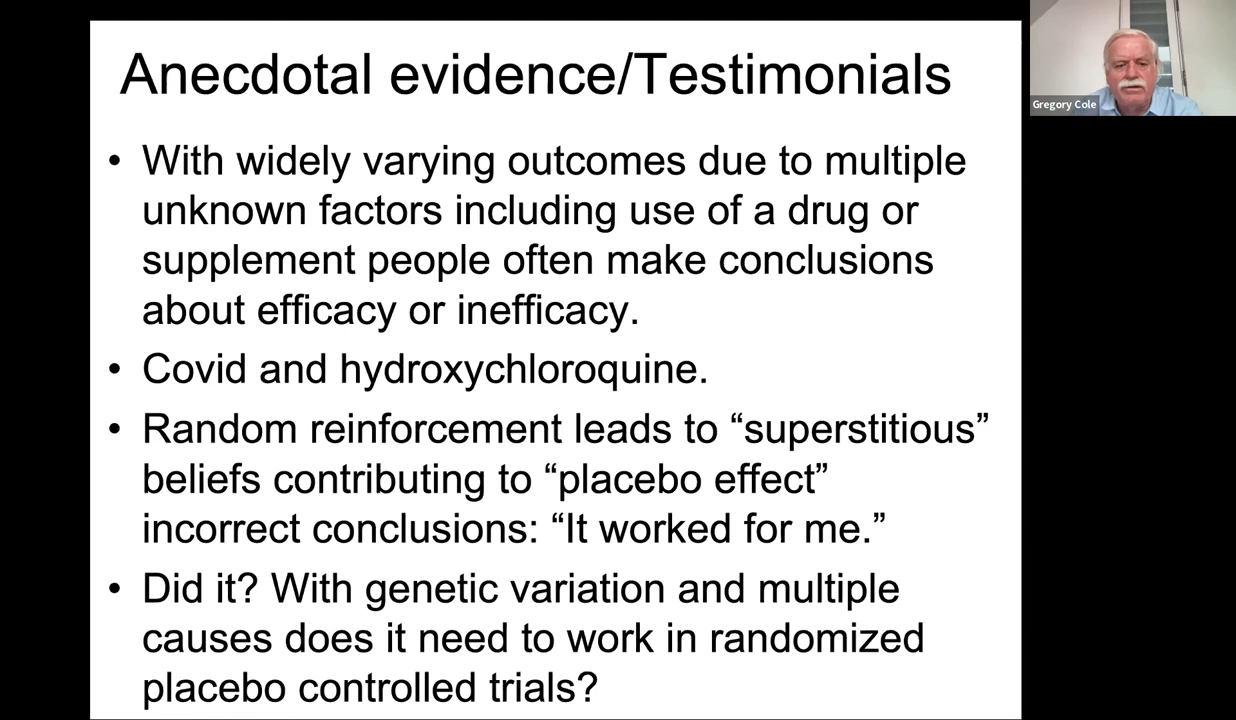 Anecdotal evidence/Testimonials
• With widely varying outcomes due to multiple
unknown factors including use of a drug or
supplement people often make conclusions
about efficacy or inefficacy.
• Covid and hydroxychloroquine.
• Random reinforcement leads to “superstitious”
beliefs contributing to “placebo effect”
incorrect conclusions: “It worked for me.”
• Did it? With genetic variation and multiple
causes does it need to work in randomized
placebo controlled trials?
Gregory Cole